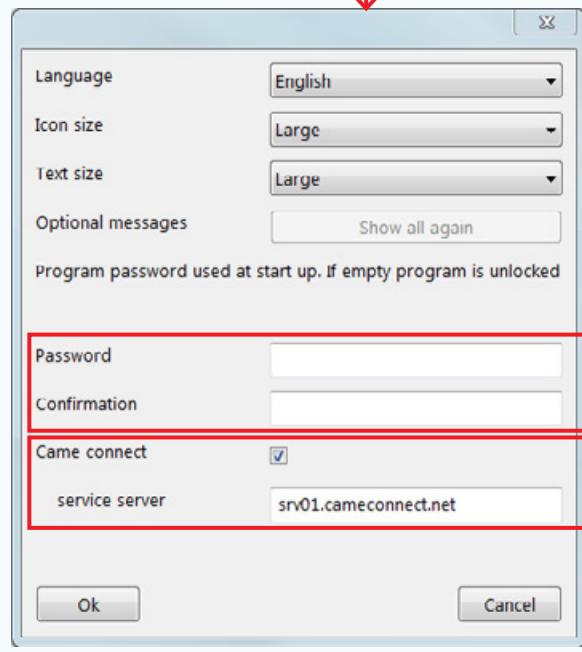 Language English
Icon size Large
Text size Large
Optional messages Show all again
Program password used at start up. If empty program is unlocked
Password
Confirmation
Came connect
service server srv01.cameconnect.net
Ok Cancel